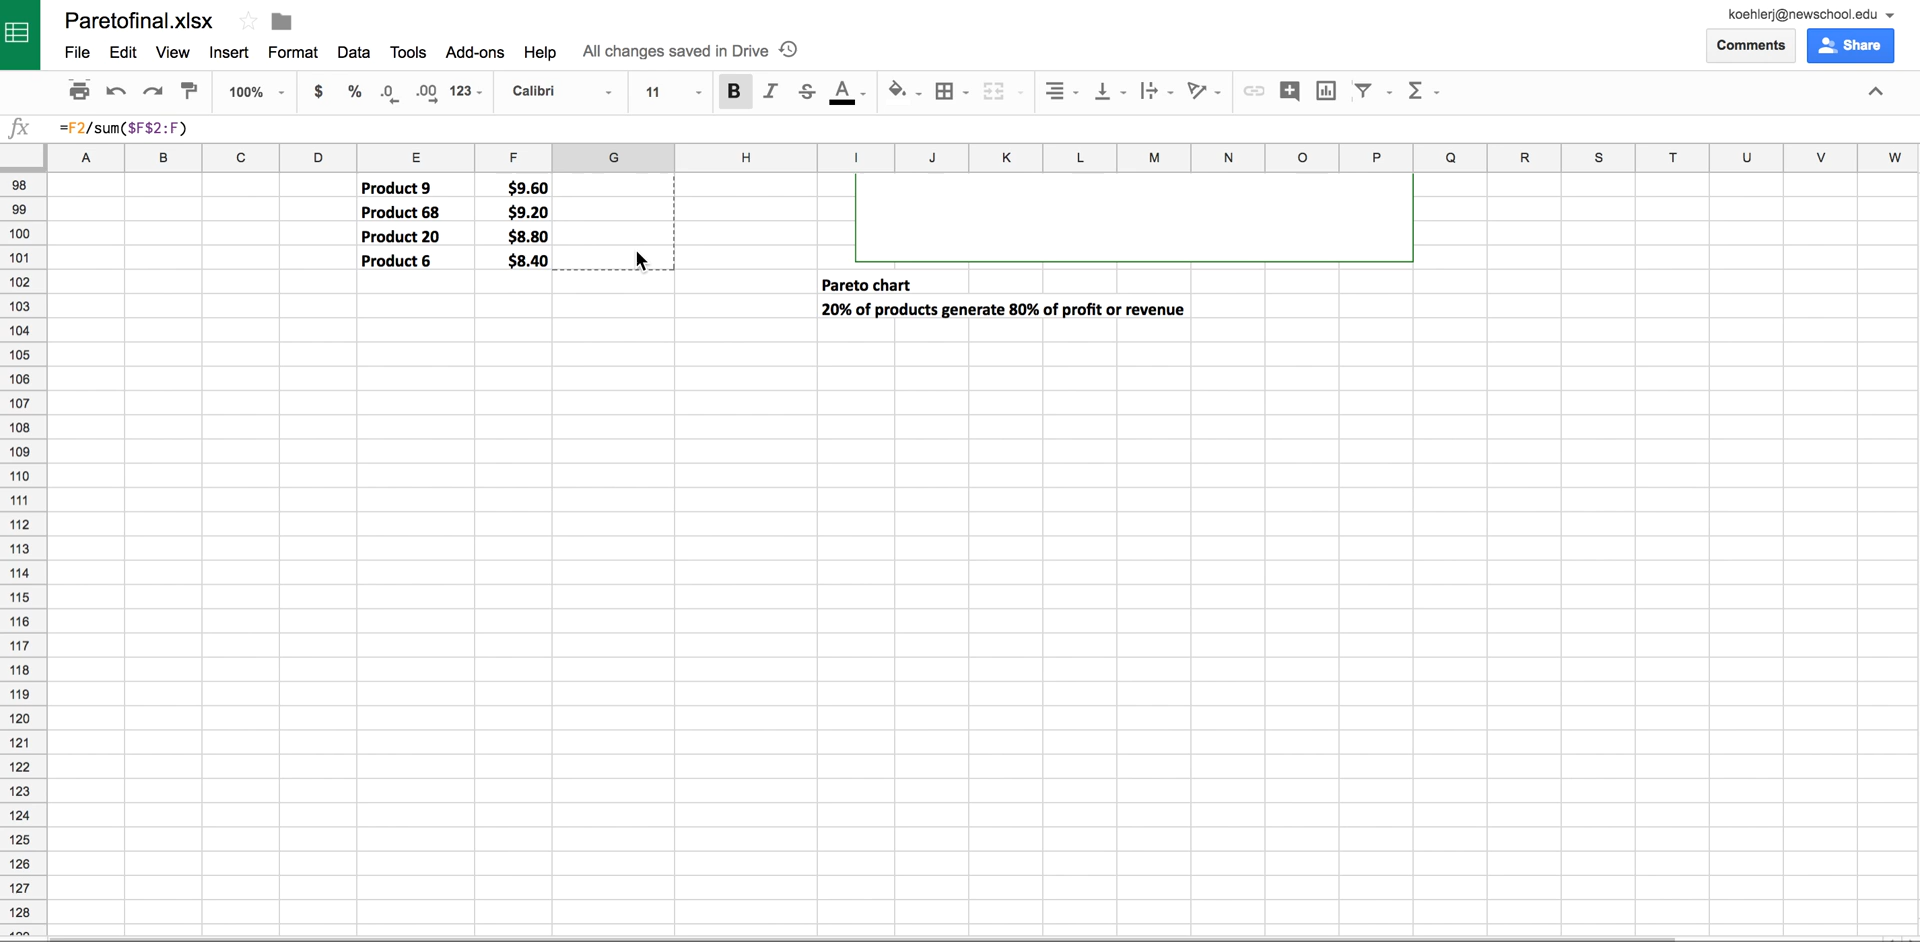 Paretofinal.xlsx
koehlerj@newschool.edu
File Edit View Insert Format Data Tools Add-ons Help All changes saved in Drive
Comments Share
100% $ % .0 .00 123 Calibri 11 B I S A Σ
fx =F2/sum($F$2:F)
A B C D E F G H I J K L M N O P Q R S T U V W
98 Product 9 $9.60
99 Product 68 $9.20
100 Product 20 $8.80
101 Product 6 $8.40
102 Pareto chart
103 20% of products generate 80% of profit or revenue
104
105
106
107
108
109
110
111
112
113
114
115
116
117
118
119
120
121
122
123
124
125
126
127
128